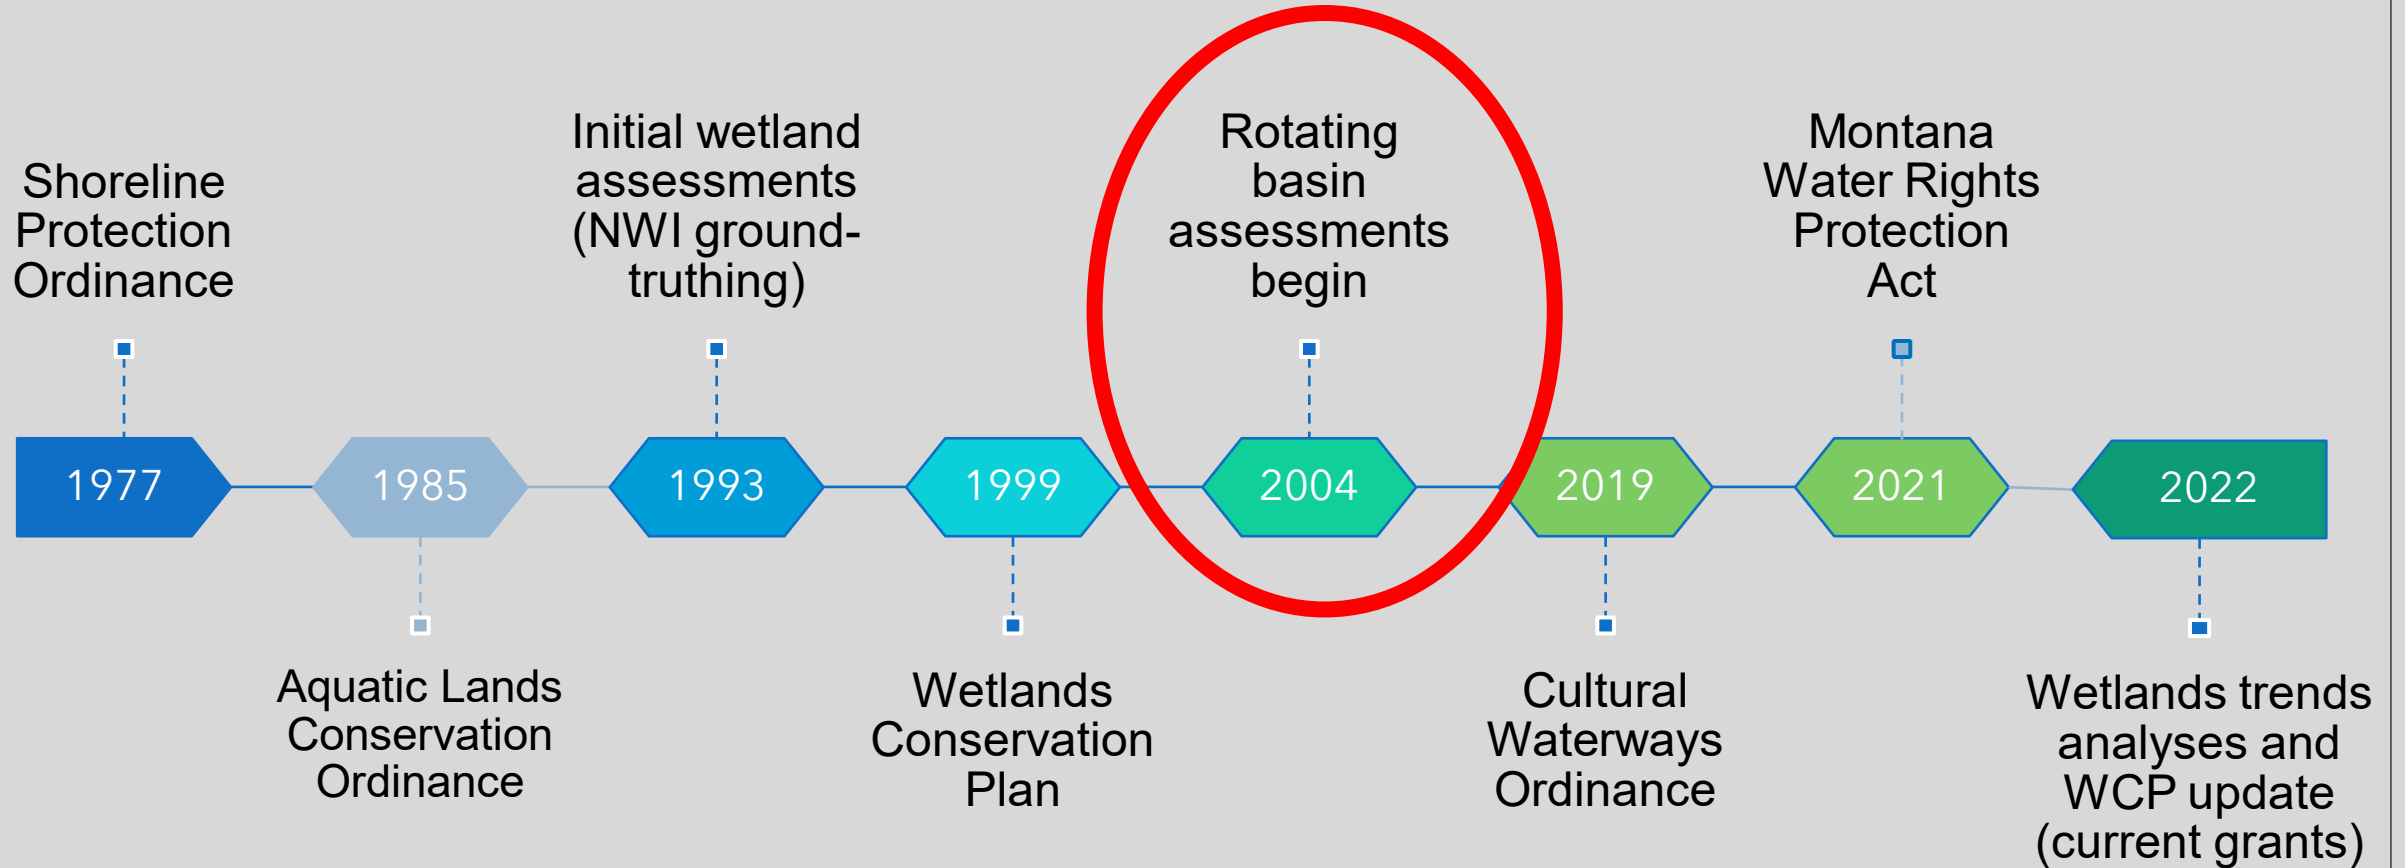 Shoreline
Protection
Ordinance
1977
1985
Aquatic Lands
Conservation
Ordinance
Initial wetland
assessments
(NWI ground-
truthing)
1993
1999
Wetlands
Conservation
Plan
Rotating
basin
assessments
begin
2004
2019
Cultural
Waterways
Ordinance
Montana
Water Rights
Protection
Act
2021
2022
Wetlands trends
analyses and
WCP update
(current grants)